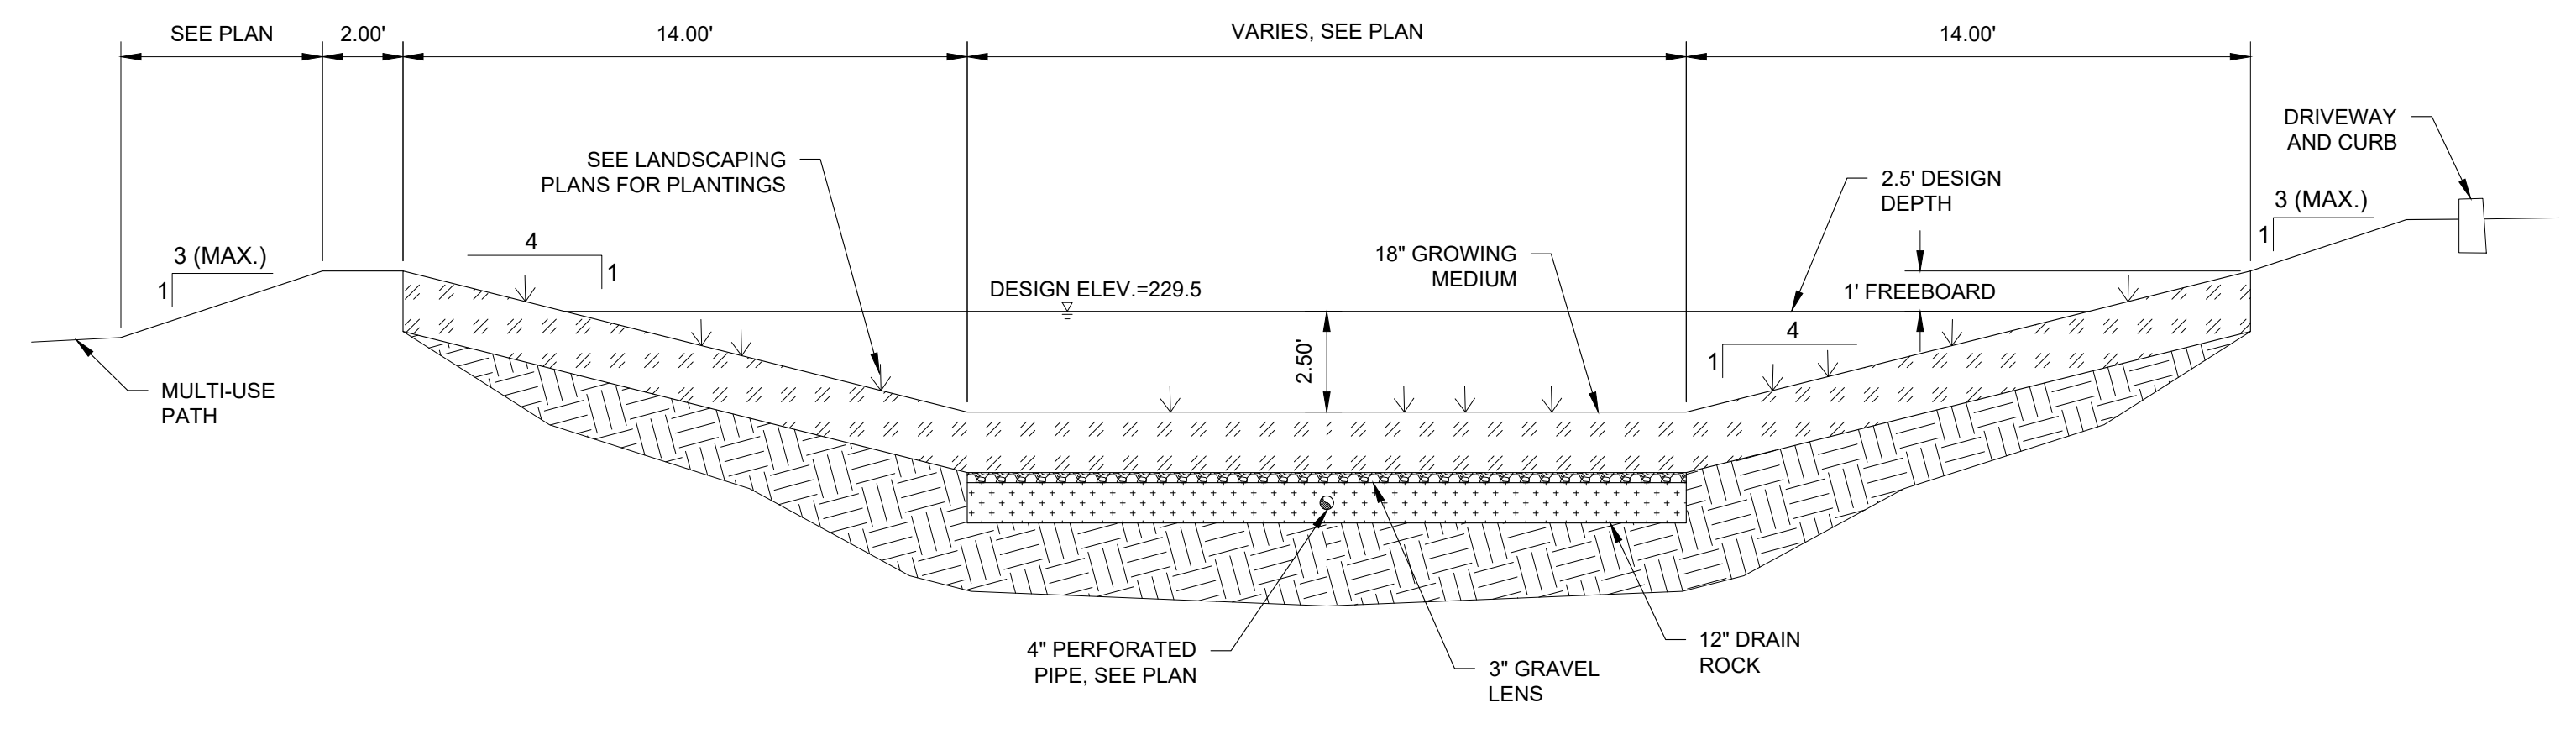 SEE PLAN
2.00'
14.00'
VARIES, SEE PLAN
14.00'
DRIVEWAY
AND CURB
SEE LANDSCAPING
PLANS FOR PLANTINGS
2.5' DESIGN
DEPTH
3 (MAX.)
1
3 (MAX.)
1
4
1
18" GROWING
MEDIUM
DESIGN ELEV.=229.5
1' FREEBOARD
4
1
2.50'
MULTI-USE
PATH
4" PERFORATED
PIPE, SEE PLAN
3" GRAVEL
LENS
12" DRAIN
ROCK